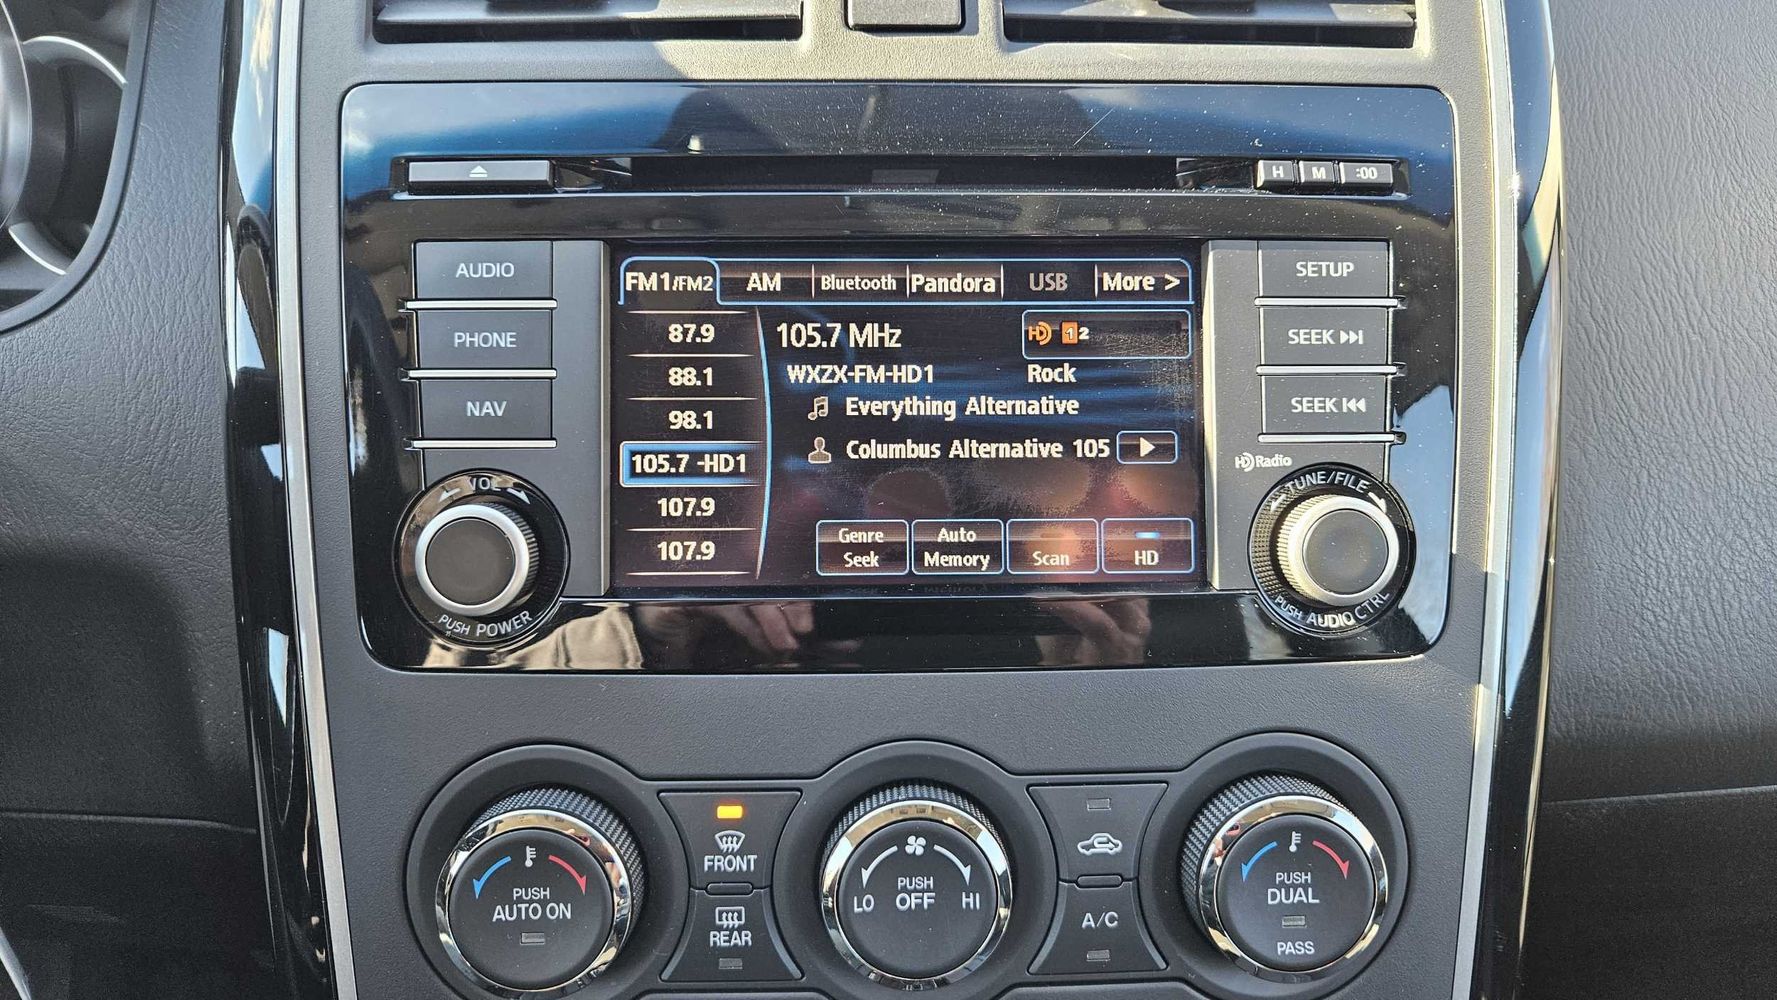 H M :00
AUDIO
PHONE
NAV
VOL
PUSH POWER
FM1/FM2 AM Bluetooth Pandora USB More >
87.9
88.1
98.1
105.7 -HD1
107.9
107.9
105.7 MHz
HD 1 2
WXZX-FM-HD1 Rock
Everything Alternative
Columbus Alternative 105
Genre Seek
Auto Memory
Scan
HD
SETUP
SEEK
SEEK
HD Radio
TUNE/FILE
PUSH AUDIO CTRL
PUSH
AUTO ON
FRONT
REAR
LO PUSH OFF HI
A/C
PUSH
DUAL
PASS